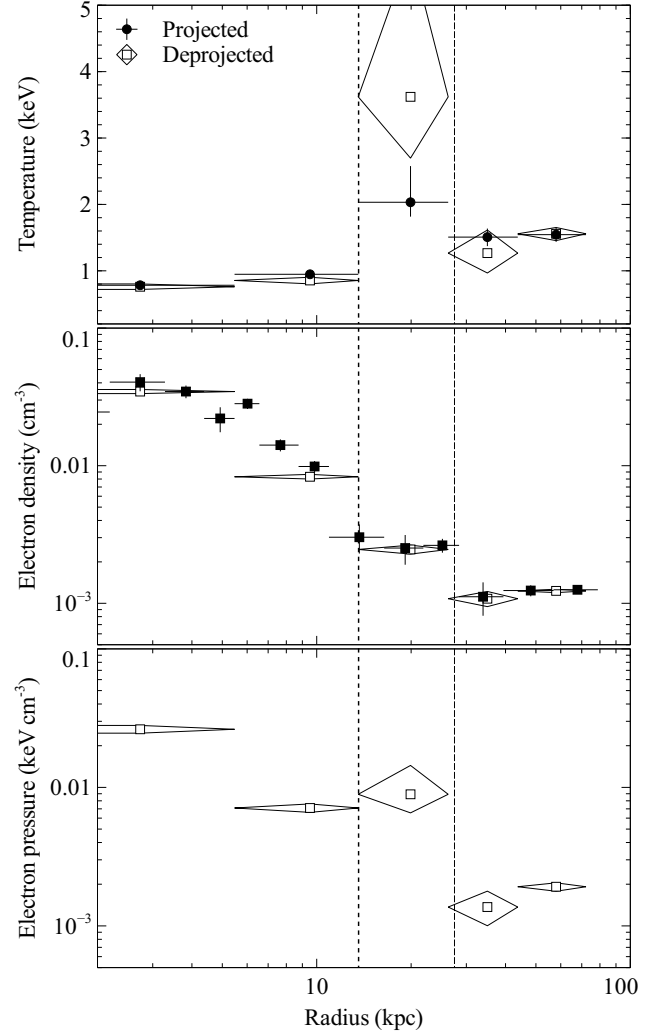 Projected
Deprojected
Temperature (keV)
5
4
3
2
1
Electron density (cm⁻³)
0.1
0.01
10⁻³
Electron pressure (keV cm⁻³)
0.1
0.01
10⁻³
10
100
Radius (kpc)